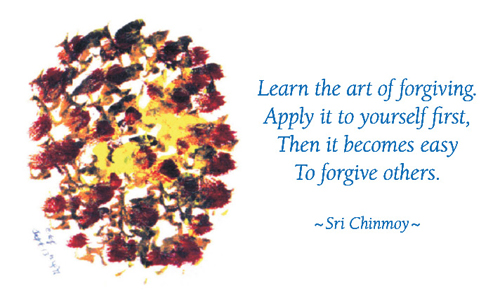 Learn the art of forgiving.
Apply it to yourself first,
Then it becomes easy
To forgive others.
~Sri Chinmoy~